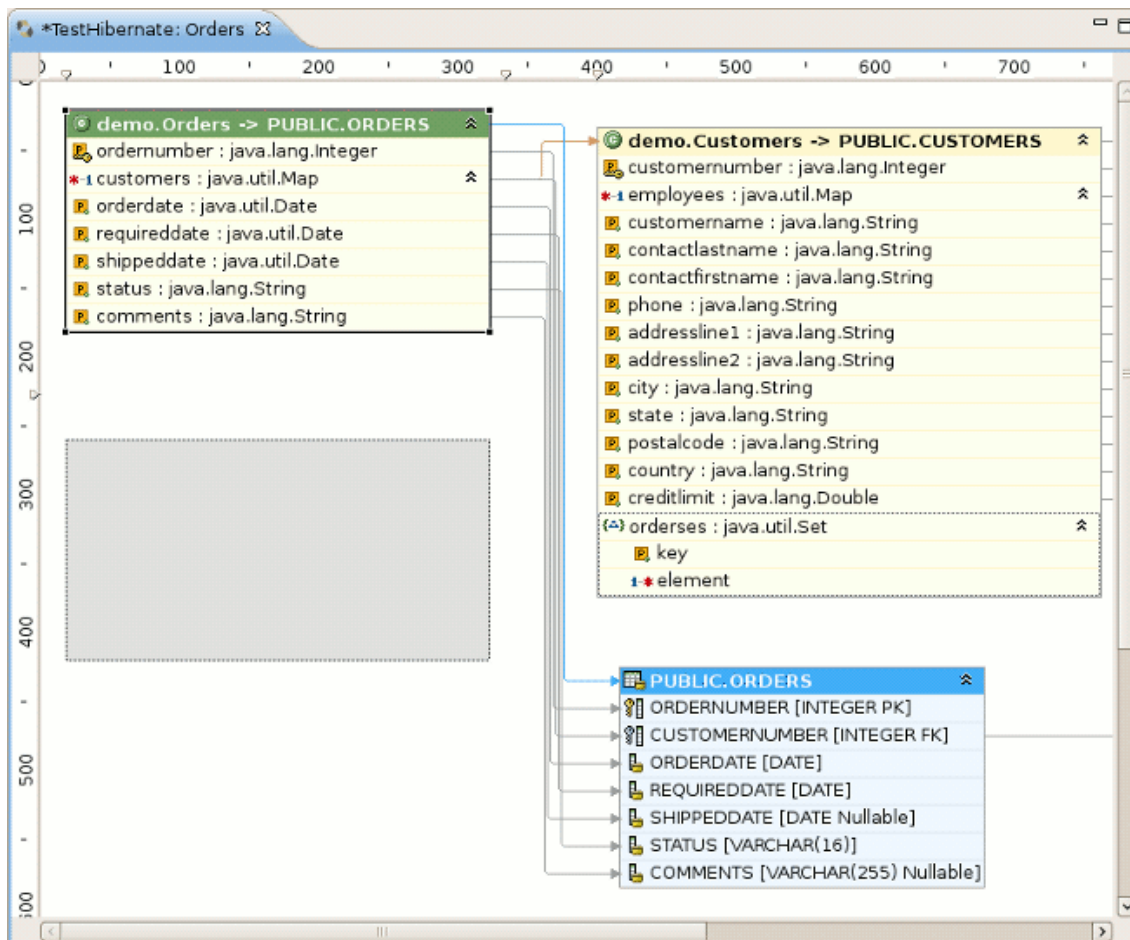 *TestHibernate: Orders
100 200 300 400 500 600 700
demo.Orders -> PUBLIC.ORDERS
ordernumber : java.lang.Integer
customers : java.util.Map
orderdate : java.util.Date
requireddate : java.util.Date
shippeddate : java.util.Date
status : java.lang.String
comments : java.lang.String
demo.Customers -> PUBLIC.CUSTOMERS
customernumber : java.lang.Integer
employees : java.util.Map
customername : java.lang.String
contactlastname : java.lang.String
contactfirstname : java.lang.String
phone : java.lang.String
addressline1 : java.lang.String
addressline2 : java.lang.String
city : java.lang.String
state : java.lang.String
postalcode : java.lang.String
country : java.lang.String
creditlimit : java.lang.Double
orderses : java.util.Set
key
element
PUBLIC.ORDERS
ORDERNUMBER [INTEGER PK]
CUSTOMERNUMBER [INTEGER FK]
ORDERDATE [DATE]
REQUIREDDATE [DATE]
SHIPPEDDATE [DATE Nullable]
STATUS [VARCHAR(16)]
COMMENTS [VARCHAR(255) Nullable]
100
200
300
400
500